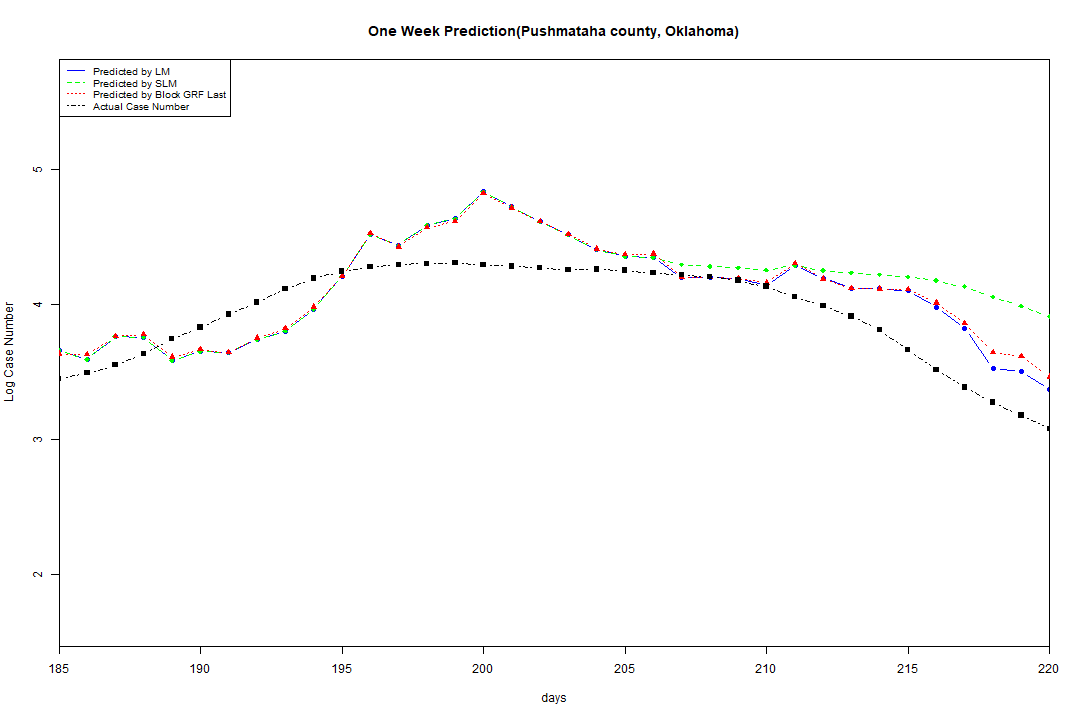 One Week Prediction(Pushmataha county, Oklahoma)
Predicted by LM
Predicted by SLM
Predicted by Block GRF Last
Actual Case Number
5
4
3
2
Log Case Number
185 190 195 200 205 210 215 220
days